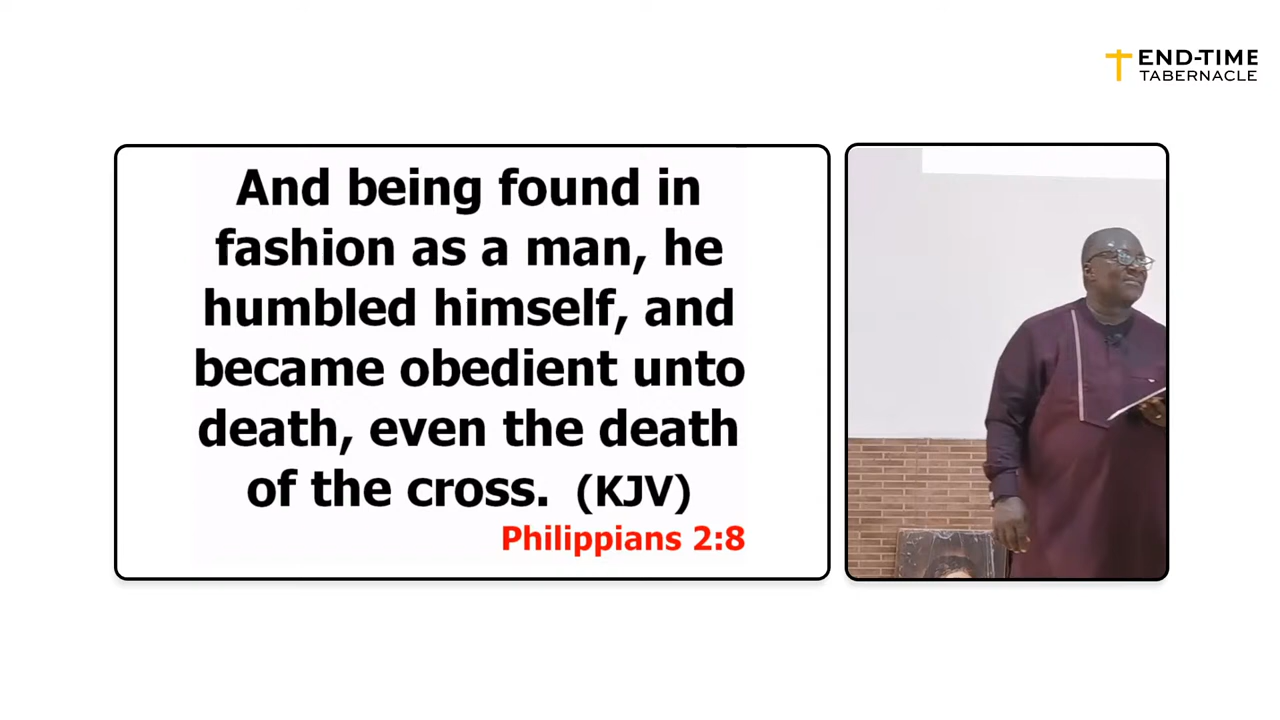 END-TIME
TABERNACLE
And being found in
fashion as a man, he
humbled himself, and
became obedient unto
death, even the death
of the cross. (KJV)
Philippians 2:8